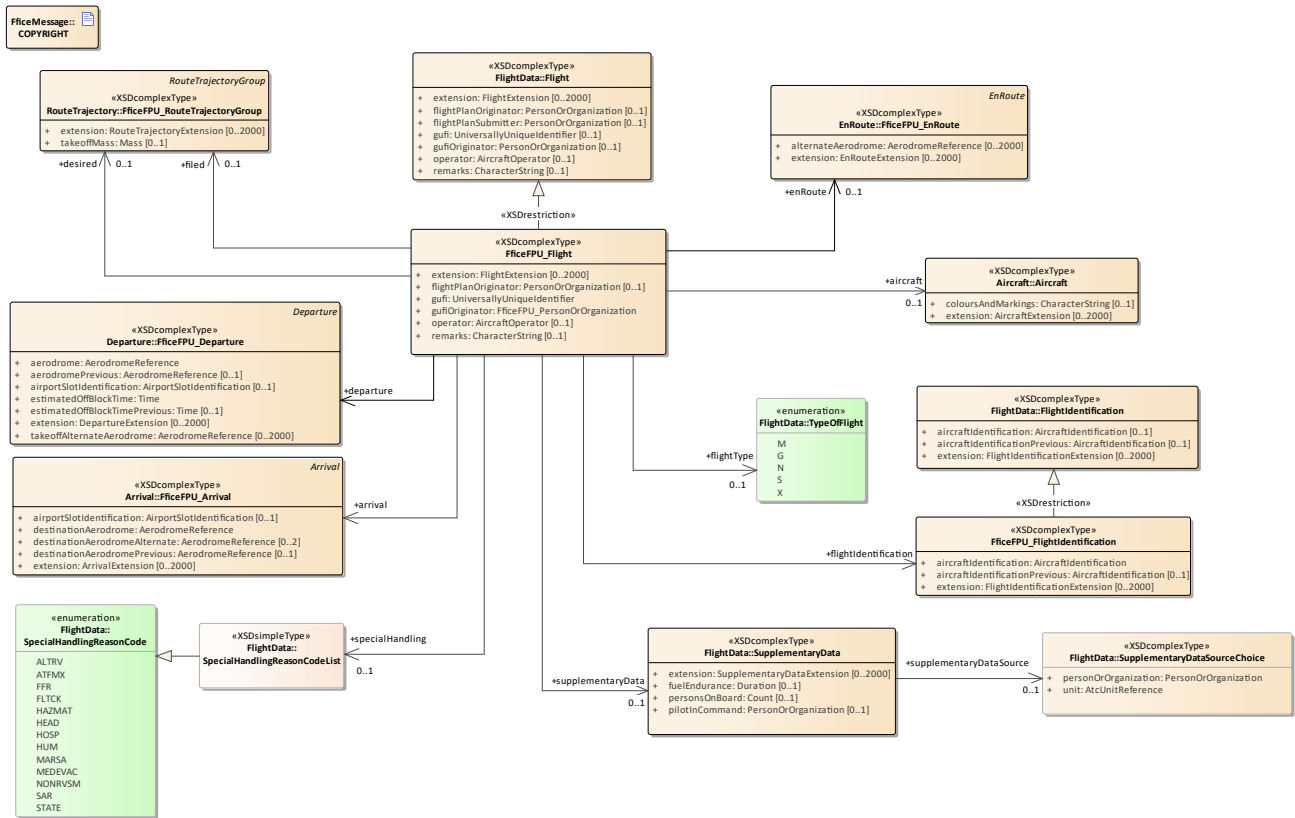 FficeMessage::
COPYRIGHT
RouteTrajectoryGroup
«XSDcomplexType»
RouteTrajectory::FficeFPU_RouteTrajectoryGroup
+ extension: RouteTrajectoryExtension [0..2000]
+ takeoffMass: Mass [0..1]
+desired
0..1
+filed
0..1
«XSDcomplexType»
FlightData::Flight
+ extension: FlightExtension [0..2000]
+ flightPlanOriginator: PersonOrOrganization [0..1]
+ flightPlanSubmitter: PersonOrOrganization [0..1]
+ gufi: UniversallyUniqueIdentifier [0..1]
+ gufiOriginator: PersonOrOrganization [0..1]
+ operator: AircraftOperator [0..1]
+ remarks: CharacterString [0..1]
«XSDrestriction»
EnRoute
«XSDcomplexType»
EnRoute::FficeFPU_EnRoute
+ alternateAerodrome: AerodromeReference [0..2000]
+ extension: EnRouteExtension [0..2000]
+enRoute
0..1
«XSDcomplexType»
FficeFPU_Flight
+ extension: FlightExtension [0..2000]
+ flightPlanOriginator: PersonOrOrganization [0..1]
+ gufi: UniversallyUniqueIdentifier
+ gufiOriginator: FficeFPU_PersonOrOrganization
+ operator: AircraftOperator [0..1]
+ remarks: CharacterString [0..1]
+aircraft
0..1
«XSDcomplexType»
Aircraft::Aircraft
+ coloursAndMarkings: CharacterString [0..1]
+ extension: AircraftExtension [0..2000]
Departure
«XSDcomplexType»
Departure::FficeFPU_Departure
+ aerodrome: AerodromeReference
+ aerodromePrevious: AerodromeReference [0..1]
+ airportSlotIdentification: AirportSlotIdentification [0..1]
+ estimatedOffBlockTime: Time
+ estimatedOffBlockTimePrevious: Time [0..1]
+ extension: DepartureExtension [0..2000]
+ takeoffAlternateAerodrome: AerodromeReference [0..2000]
+departure
Arrival
«XSDcomplexType»
Arrival::FficeFPU_Arrival
+ airportSlotIdentification: AirportSlotIdentification [0..1]
+ destinationAerodrome: AerodromeReference
+ destinationAerodromeAlternate: AerodromeReference [0..2]
+ destinationAerodromePrevious: AerodromeReference [0..1]
+ extension: ArrivalExtension [0..2000]
+arrival
«enumeration»
FlightData::TypeOfFlight
M
G
N
S
X
+flightType
0..1
«XSDcomplexType»
FlightData::FlightIdentification
+ aircraftIdentification: AircraftIdentification [0..1]
+ aircraftIdentificationPrevious: AircraftIdentification [0..1]
+ extension: FlightIdentificationExtension [0..2000]
«XSDrestriction»
+flightIdentification
«XSDcomplexType»
FficeFPU_FlightIdentification
+ aircraftIdentification: AircraftIdentification
+ aircraftIdentificationPrevious: AircraftIdentification [0..1]
+ extension: FlightIdentificationExtension [0..2000]
«enumeration»
FlightData::
SpecialHandlingReasonCode
ALTRV
ATFMX
FFR
FLTCK
HAZMAT
HEAD
HOSP
HUM
MARSA
MEDEVAC
NONRVSM
SAR
STATE
«XSDsimpleType»
FlightData::
SpecialHandlingReasonCodeList
+specialHandling
0..1
+supplementaryData
0..1
«XSDcomplexType»
FlightData::SupplementaryData
+ extension: SupplementaryDataExtension [0..2000]
+ fuelEndurance: Duration [0..1]
+ personsOnBoard: Count [0..1]
+ pilotInCommand: PersonOrOrganization [0..1]
+supplementaryDataSource
0..1
«XSDcomplexType»
FlightData::SupplementaryDataSourceChoice
+ personOrOrganization: PersonOrOrganization
+ unit: AtcUnitReference